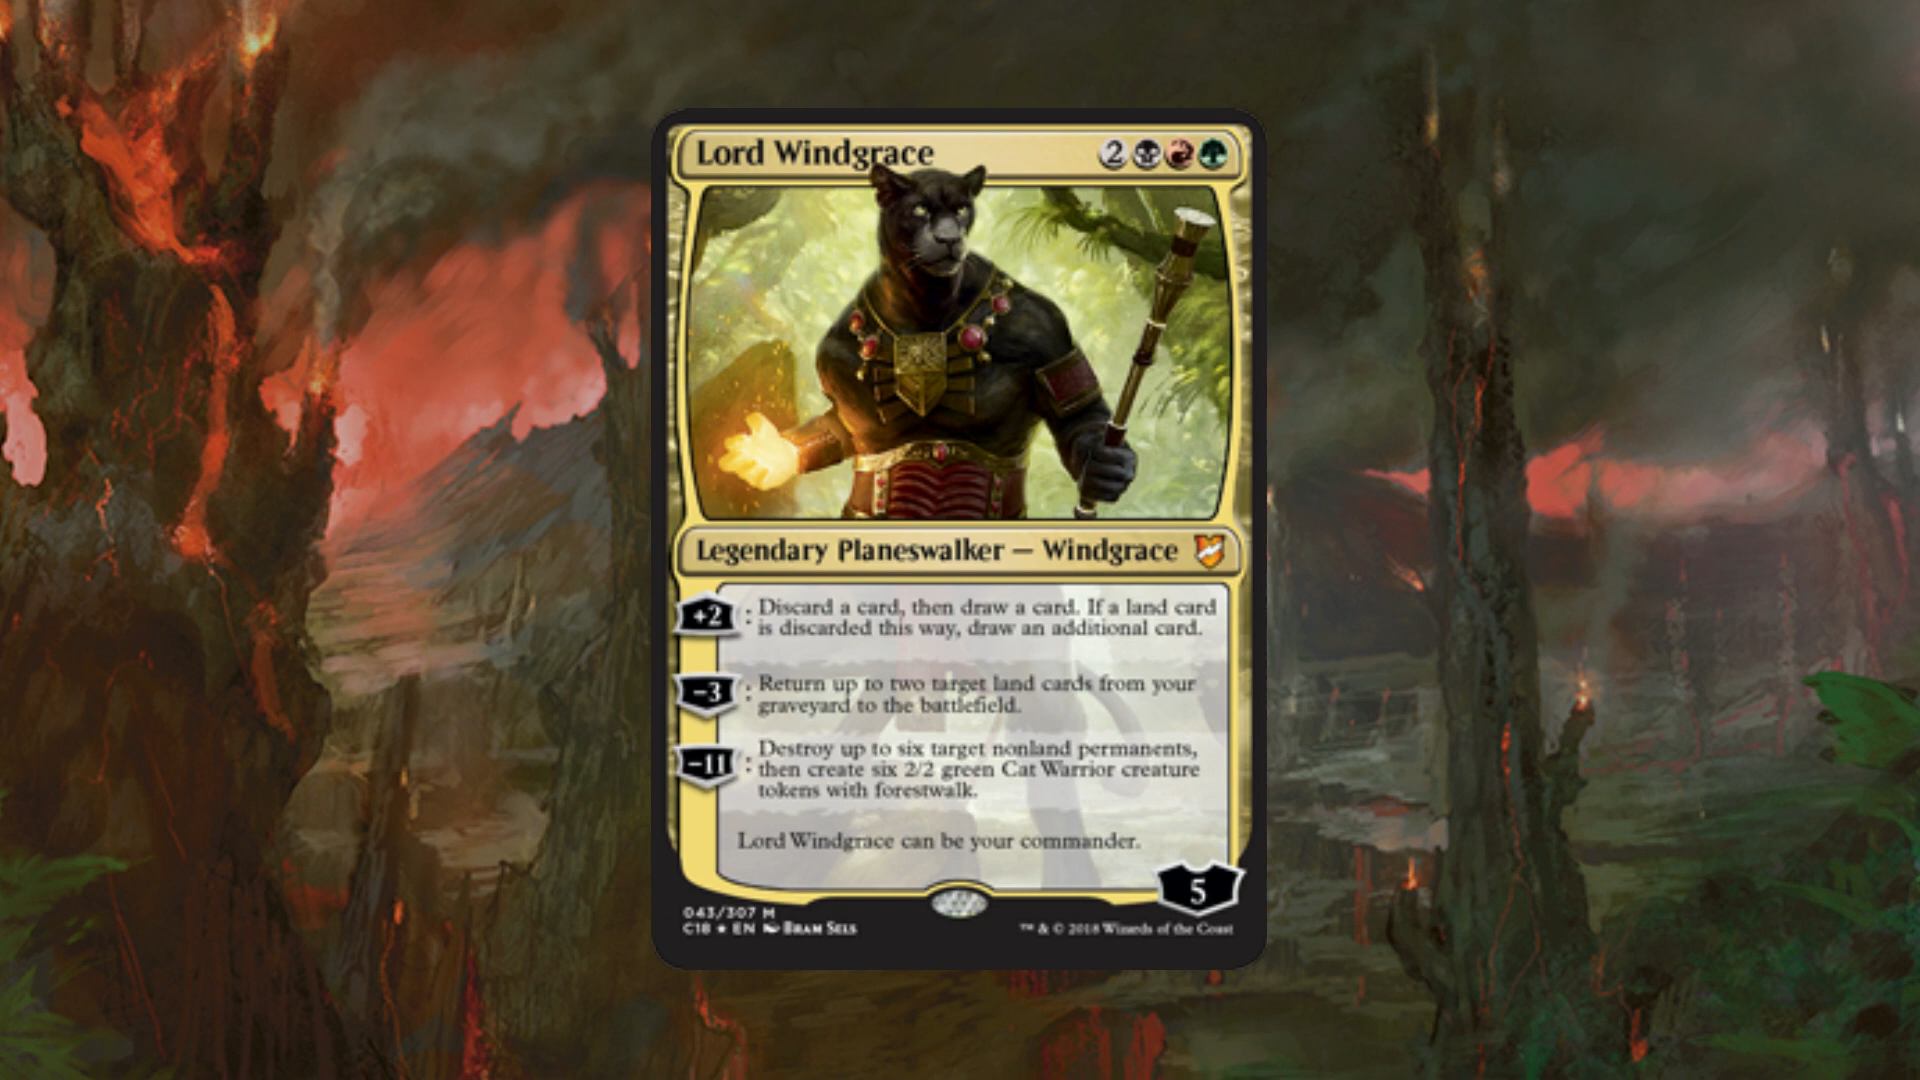 Lord Windgrace 2
Legendary Planeswalker — Windgrace
+2 : Discard a card, then draw a card. If a land card
is discarded this way, draw an additional card.
−3 : Return up to two target land cards from your
graveyard to the battlefield.
−11 : Destroy up to six target nonland permanents,
then create six 2/2 green Cat Warrior creature
tokens with forestwalk.
Lord Windgrace can be your commander.
5
043/307 M
C18 ★ EN Bram Sels
™ & © 2018 Wizards of the Coast